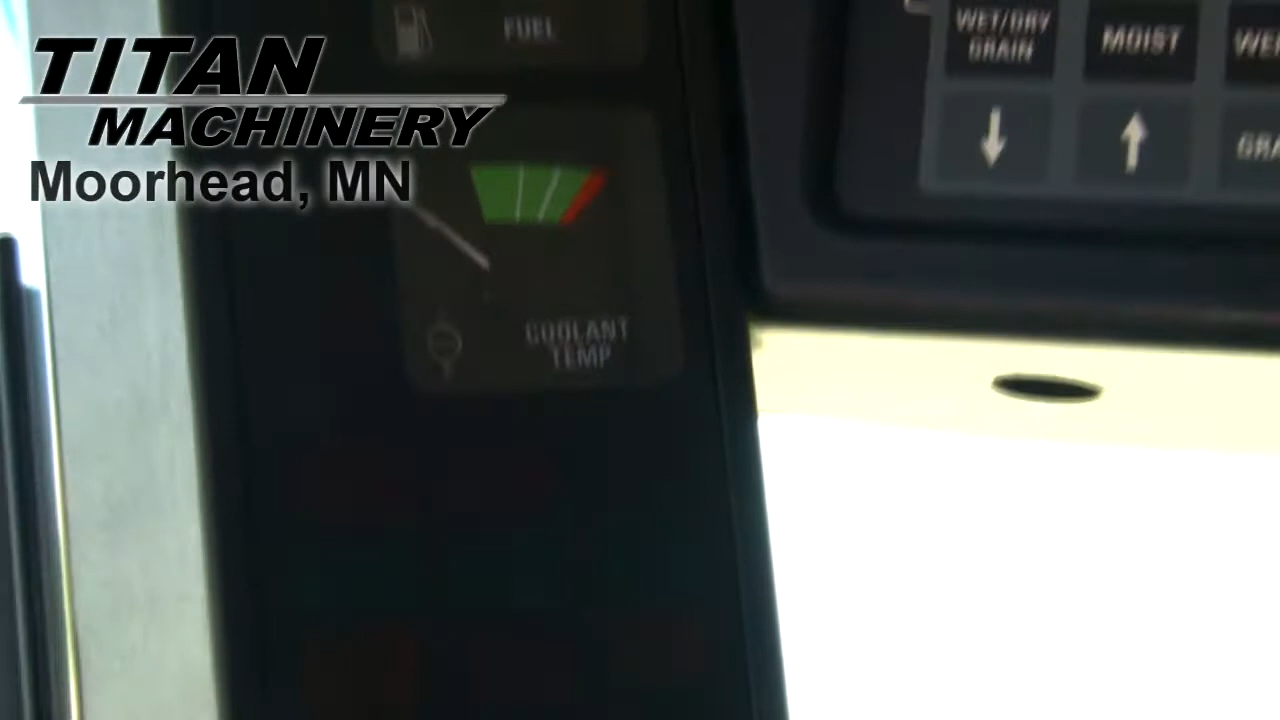 TITAN
MACHINERY
Moorhead, MN
FUEL
COOLANT
TEMP
WET/DRY
GRAIN
MOIST